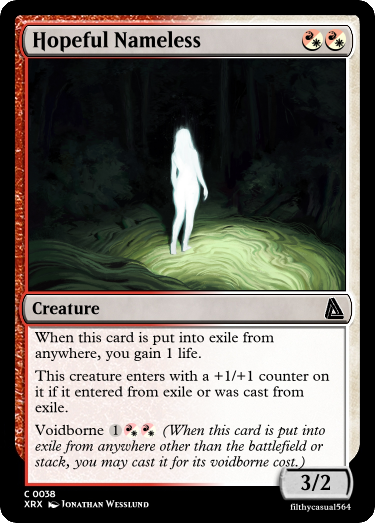 Hopeful Nameless
Creature
When this card is put into exile from
anywhere, you gain 1 life.
This creature enters with a +1/+1 counter on
it if it entered from exile or was cast from
exile.
Voidborne 1 (When this card is put into
exile from anywhere other than the battlefield or
stack, you may cast it for its voidborne cost.)
3/2
C 0038
XRX Jonathan Wesslund
filthycasual564